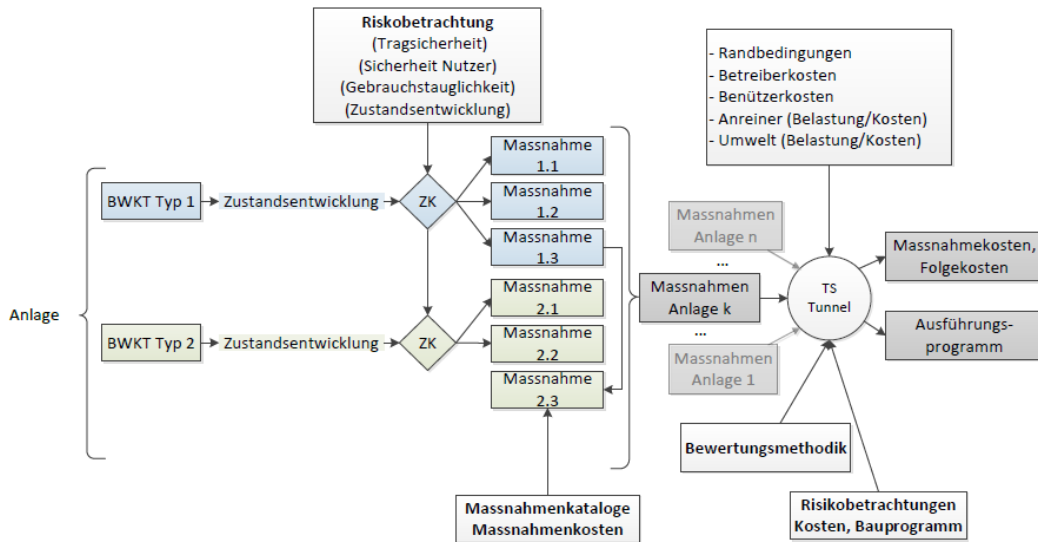 Riskobetrachtung
(Tragsicherheit)
(Sicherheit Nutzer)
(Gebrauchstauglichkeit)
(Zustandsentwicklung)
- Randbedingungen
- Betreiberkosten
- Benützerkosten
- Anreiner (Belastung/Kosten)
- Umwelt (Belastung/Kosten)
Anlage
BWKT Typ 1
Zustandsentwicklung
ZK
Massnahme
1.1
Massnahme
1.2
Massnahme
1.3
BWKT Typ 2
Zustandsentwicklung
ZK
Massnahme
2.1
Massnahme
2.2
Massnahme
2.3
Massnahmen
Anlage n
...
Massnahmen
Anlage k
...
Massnahmen
Anlage 1
TS
Tunnel
Massnahmekosten,
Folgekosten
Ausführungs-
programm
Bewertungsmethodik
Massnahmenkataloge
Massnahmenkosten
Risikobetrachtungen
Kosten, Bauprogramm